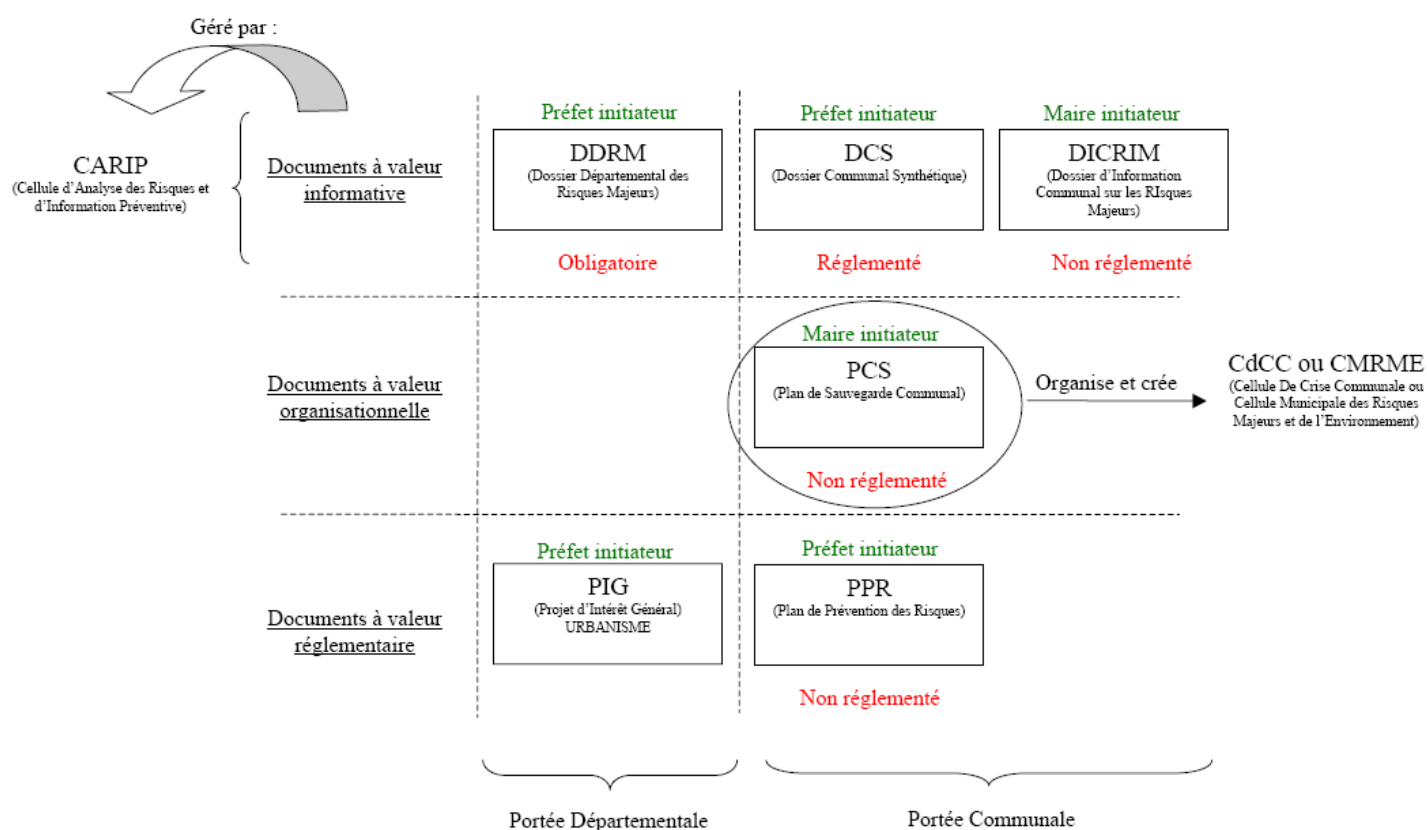 Géré par :
Préfet initiateur
Préfet initiateur
Maire initiateur
CARIP
(Cellule d'Analyse des Risques et
d'Information Préventive)
Documents à valeur
informative
DDRM
(Dossier Départemental des
Risques Majeurs)
DCS
(Dossier Communal Synthétique)
DICRIM
(Dossier d'Information
Communal sur les RIsques
Majeurs)
Obligatoire
Réglementé
Non réglementé
Documents à valeur
organisationnelle
Maire initiateur
PCS
(Plan de Sauvegarde Communal)
Non réglementé
Organise et crée
CdCC ou CMRME
(Cellule De Crise Communale ou
Cellule Municipale des Risques
Majeurs et de l'Environnement)
Documents à valeur
réglementaire
Préfet initiateur
PIG
(Projet d'Intérêt Général)
URBANISME
Préfet initiateur
PPR
(Plan de Prévention des Risques)
Non réglementé
Portée Départementale
Portée Communale